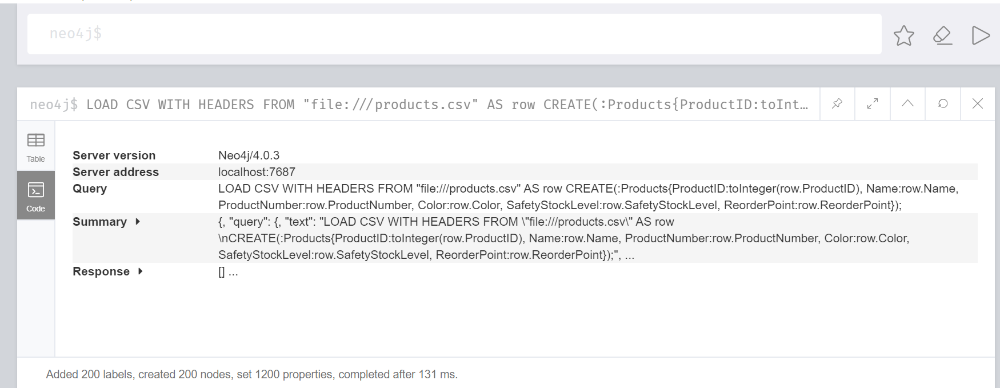 neo4j$
neo4j$ LOAD CSV WITH HEADERS FROM "file:///products.csv" AS row CREATE(:Products{ProductID:toInt…
Table
Server version Neo4j/4.0.3
Server address localhost:7687
Query LOAD CSV WITH HEADERS FROM "file:///products.csv" AS row CREATE(:Products{ProductID:toInteger(row.ProductID), Name:row.Name,
ProductNumber:row.ProductNumber, Color:row.Color, SafetyStockLevel:row.SafetyStockLevel, ReorderPoint:row.ReorderPoint});
Code
Summary {, "query": {, "text": "LOAD CSV WITH HEADERS FROM \"file:///products.csv\" AS row
\nCREATE(:Products{ProductID:toInteger(row.ProductID), Name:row.Name, ProductNumber:row.ProductNumber, Color:row.Color,
SafetyStockLevel:row.SafetyStockLevel, ReorderPoint:row.ReorderPoint});", ...
Response [] ...
Added 200 labels, created 200 nodes, set 1200 properties, completed after 131 ms.